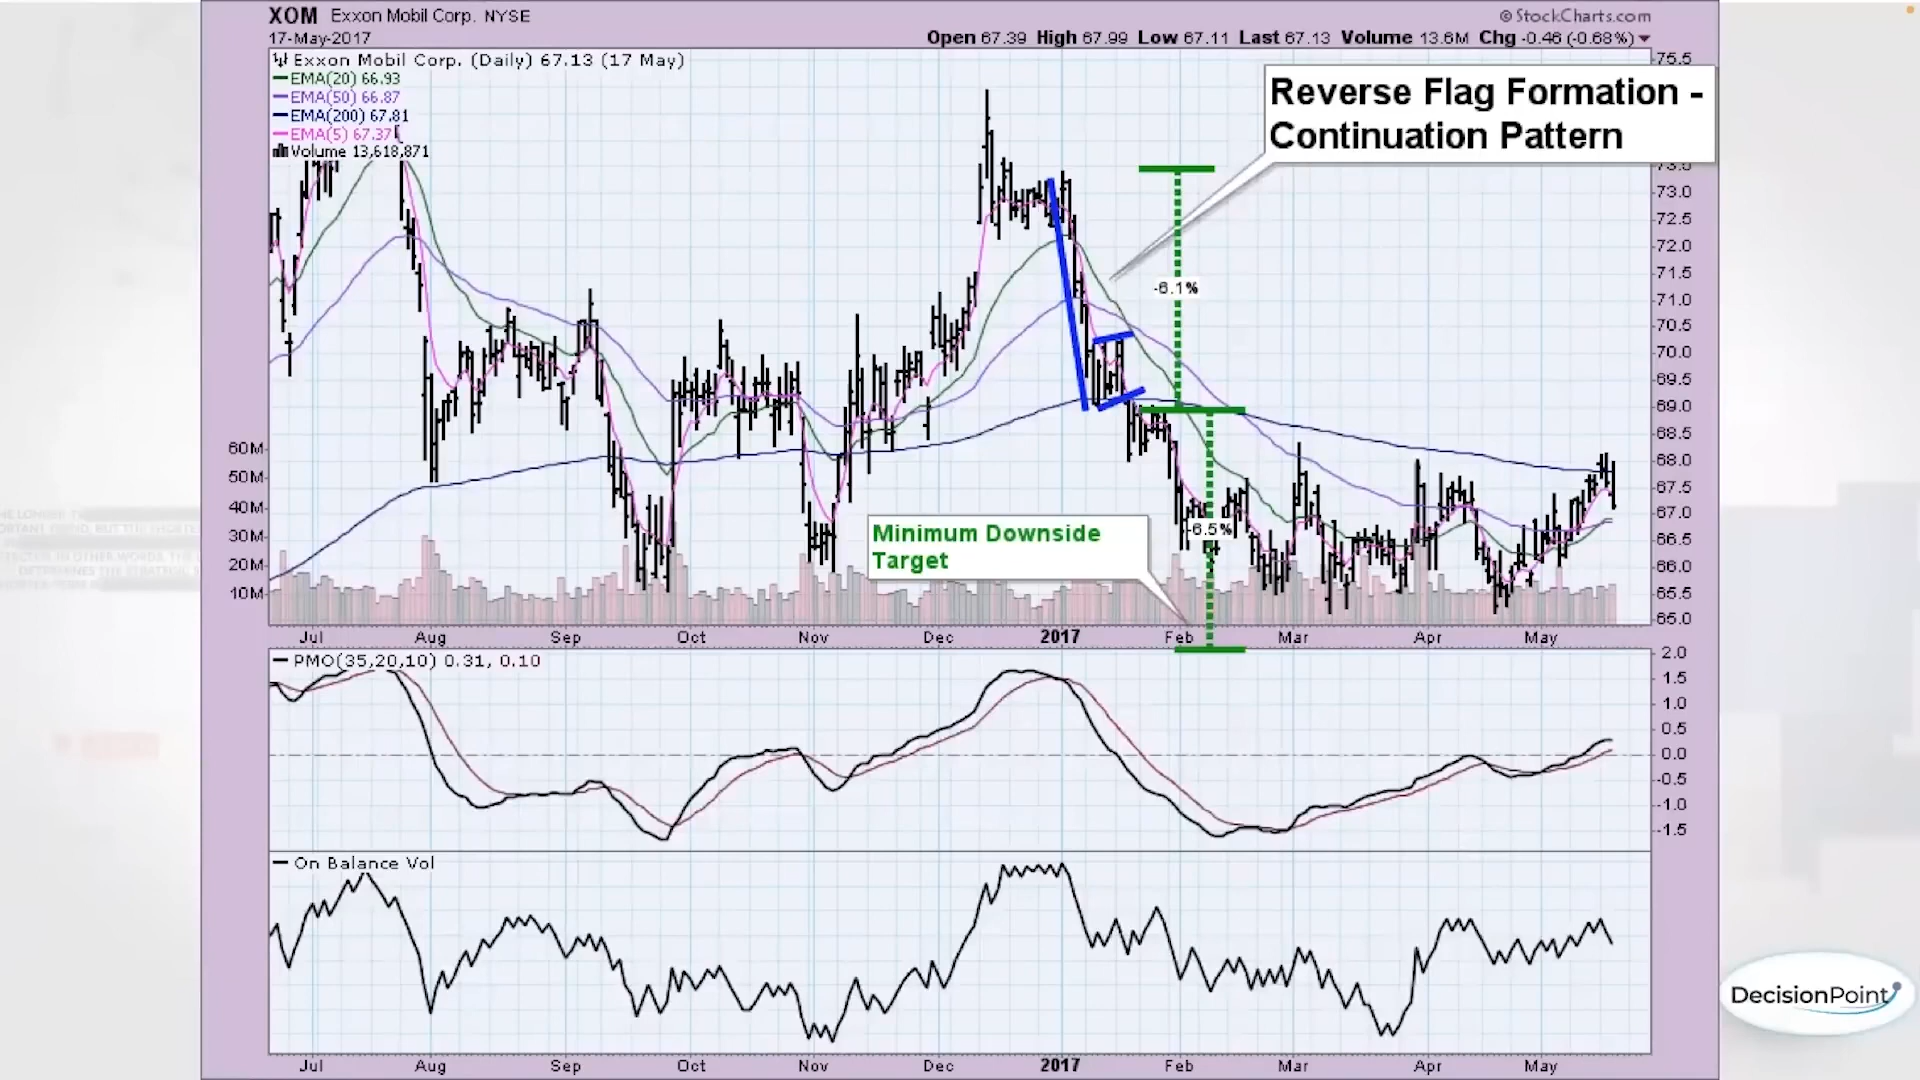 XOM Exxon Mobil Corp. NYSE
© StockCharts.com
17-May-2017
Open 67.39 High 67.99 Low 67.11 Last 67.13 Volume 13.6M Chg -0.46 (-0.68%)
Exxon Mobil Corp. (Daily) 67.13 (17 May)
EMA(20) 66.93
EMA(50) 66.87
EMA(200) 67.81
EMA(5) 67.37
Volume 13,618,871
Reverse Flag Formation -
Continuation Pattern
75.5
73.5
73.0
72.5
72.0
71.5
71.0
70.5
70.0
69.5
69.0
68.5
68.0
67.5
67.0
66.5
66.0
65.5
65.0
60M
50M
40M
30M
20M
10M
-6.1%
-6.5%
Minimum Downside
Target
Jul Aug Sep Oct Nov Dec 2017 Feb Mar Apr May
PMO(35,20,10) 0.31, 0.10
2.0
1.5
1.0
0.5
0.0
-0.5
-1.0
-1.5
On Balance Vol
Jul Aug Sep Oct Nov Dec 2017 Feb Mar Apr May
DecisionPoint